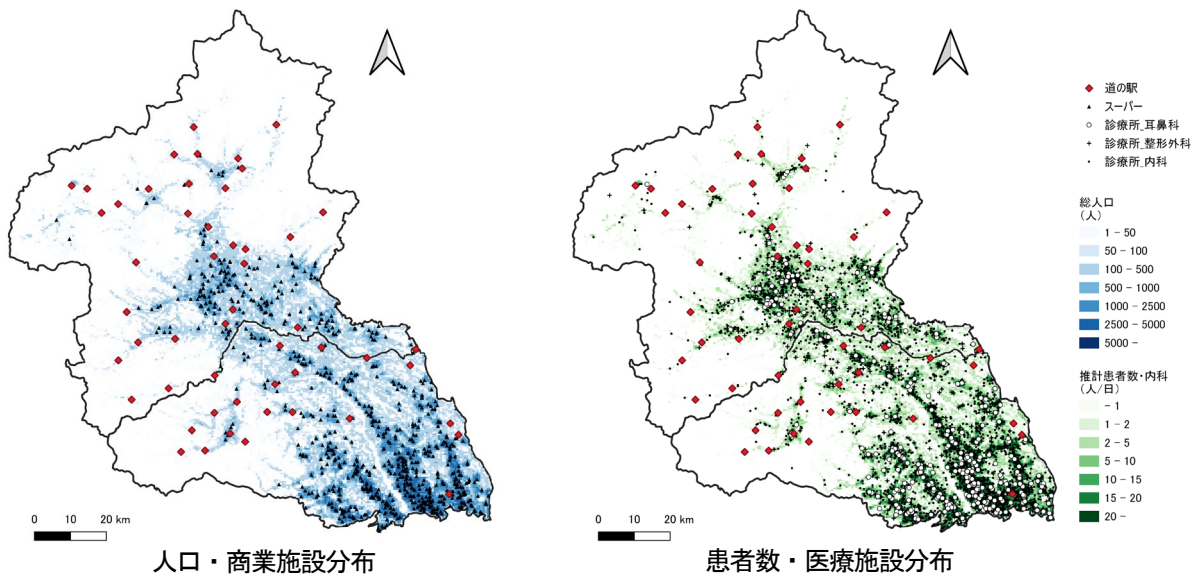 道の駅
スーパー
診療所_耳鼻科
診療所_整形外科
診療所_内科
総人口
(人)
1 - 50
50 - 100
100 - 500
500 - 1000
1000 - 2500
2500 - 5000
5000 -
推計患者数・内科
(人/日)
- 1
1 - 2
2 - 5
5 - 10
10 - 15
15 - 20
20 -
0 10 20 km
0 10 20 km
人口・商業施設分布
患者数・医療施設分布